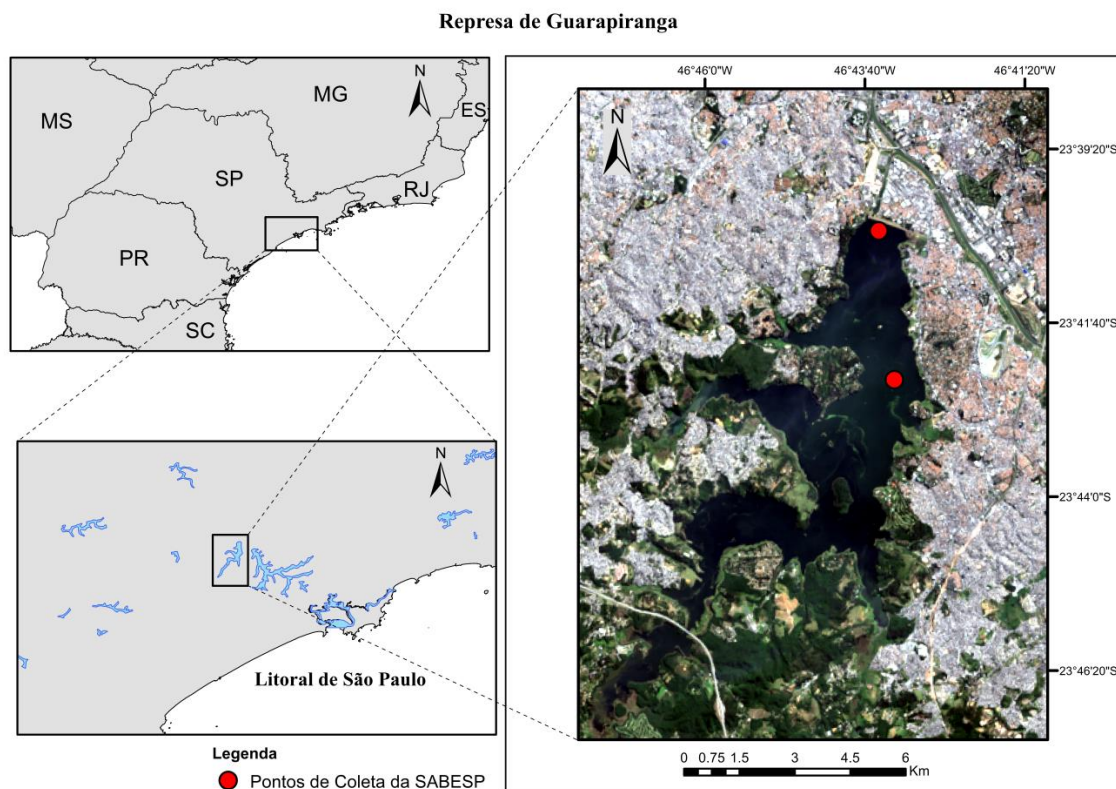 Represa de Guarapiranga
N
MG
ES
MS
SP
RJ
PR
SC
N
Litoral de São Paulo
Legenda
Pontos de Coleta da SABESP
46°46'0"W 46°43'40"W 46°41'20"W
N
23°39'20"S
23°41'40"S
23°44'0"S
23°46'20"S
0 0.75 1.5 3 4.5 6
Km